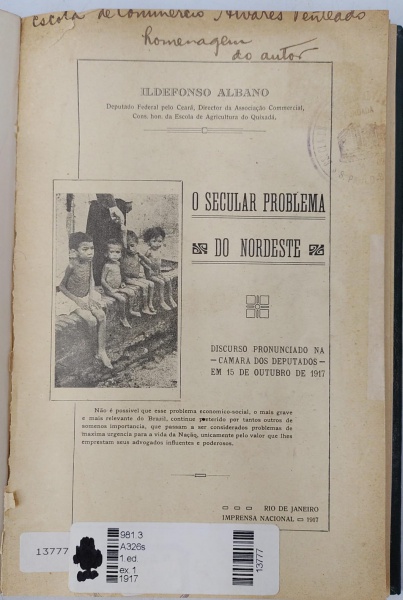 Escola de Commercio Alvares Penteado
homenagem
do autor
ILDEFONSO ALBANO
Deputado Federal pelo Ceará, Director da Associação Commercial,
Cons. hon. da Escola de Agricultura do Quixadá.
O SECULAR PROBLEMA
DO NORDESTE
DISCURSO PRONUNCIADO NA
— CAMARA DOS DEPUTADOS —
EM 15 DE OUTUBRO DE 1917
Não é possivel que esse problema economico-social, o mais grave
e mais relevante do Brazil, continue preterido por tantos outros de
somenos importancia, que passam a ser considerados problemas de
maxima urgencia para a vida da Nação, unicamente pelo valor que lhes
emprestam seus advogados influentes e poderosos.
RIO DE JANEIRO
IMPRENSA NACIONAL 1917
13777
981.3
A326s
1.ed
ex.1
1917
13777